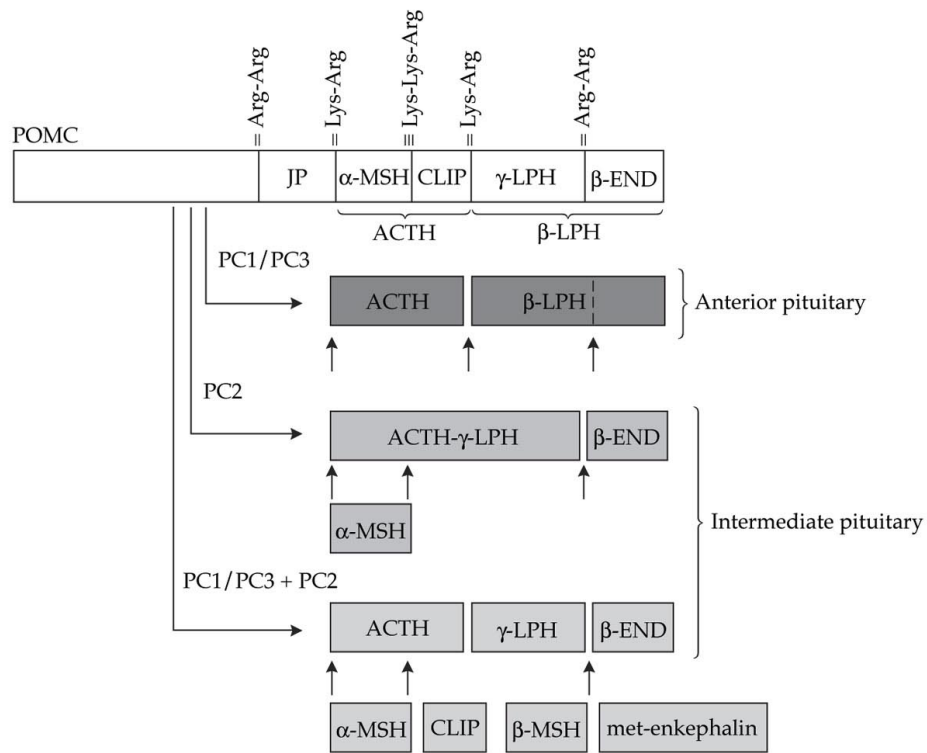 Arg-Arg
Lys-Arg
Lys-Lys-Arg
Lys-Arg
Arg-Arg
POMC
JP
α-MSH
CLIP
γ-LPH
β-END
ACTH
β-LPH
PC1/PC3
ACTH
β-LPH
Anterior pituitary
PC2
ACTH-γ-LPH
β-END
α-MSH
Intermediate pituitary
PC1/PC3 + PC2
ACTH
γ-LPH
β-END
α-MSH
CLIP
β-MSH
met-enkephalin